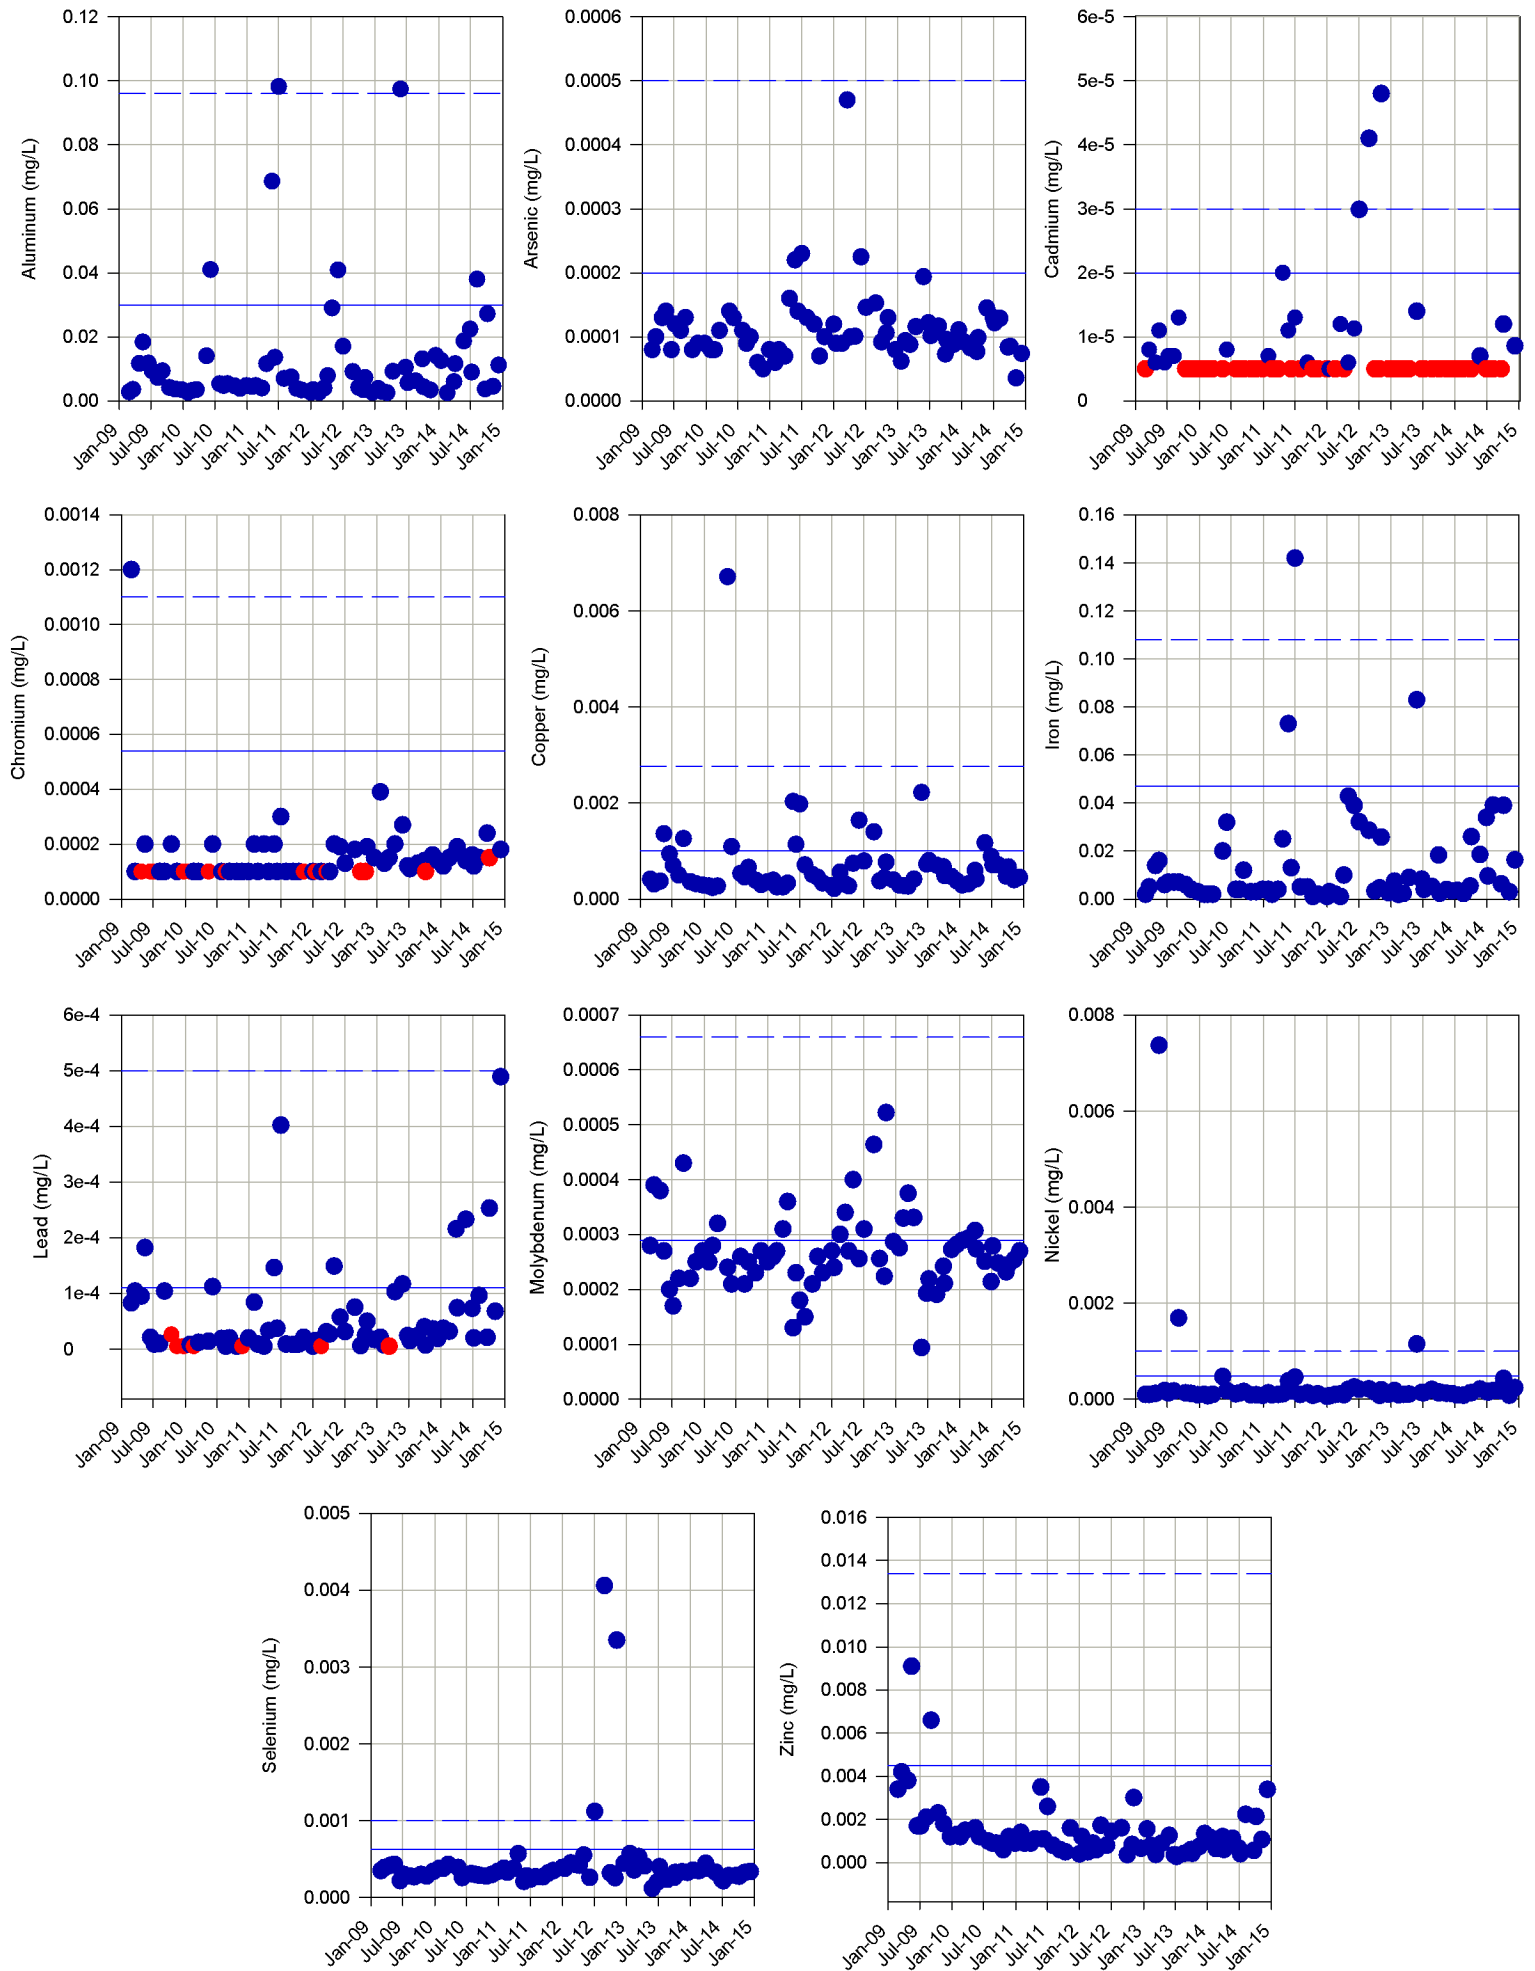 Aluminum (mg/L)
0.12
0.10
0.08
0.06
0.04
0.02
0.00
Jan-09 Jul-09 Jan-10 Jul-10 Jan-11 Jul-11 Jan-12 Jul-12 Jan-13 Jul-13 Jan-14 Jul-14 Jan-15
Arsenic (mg/L)
0.0006
0.0005
0.0004
0.0003
0.0002
0.0001
0.0000
Jan-09 Jul-09 Jan-10 Jul-10 Jan-11 Jul-11 Jan-12 Jul-12 Jan-13 Jul-13 Jan-14 Jul-14 Jan-15
Cadmium (mg/L)
6e-5
5e-5
4e-5
3e-5
2e-5
1e-5
0
Jan-09 Jul-09 Jan-10 Jul-10 Jan-11 Jul-11 Jan-12 Jul-12 Jan-13 Jul-13 Jan-14 Jul-14 Jan-15
Chromium (mg/L)
0.0014
0.0012
0.0010
0.0008
0.0006
0.0004
0.0002
0.0000
Jan-09 Jul-09 Jan-10 Jul-10 Jan-11 Jul-11 Jan-12 Jul-12 Jan-13 Jul-13 Jan-14 Jul-14 Jan-15
Copper (mg/L)
0.008
0.006
0.004
0.002
0.000
Jan-09 Jul-09 Jan-10 Jul-10 Jan-11 Jul-11 Jan-12 Jul-12 Jan-13 Jul-13 Jan-14 Jul-14 Jan-15
Iron (mg/L)
0.16
0.14
0.12
0.10
0.08
0.06
0.04
0.02
0.00
Jan-09 Jul-09 Jan-10 Jul-10 Jan-11 Jul-11 Jan-12 Jul-12 Jan-13 Jul-13 Jan-14 Jul-14 Jan-15
Lead (mg/L)
6e-4
5e-4
4e-4
3e-4
2e-4
1e-4
0
Jan-09 Jul-09 Jan-10 Jul-10 Jan-11 Jul-11 Jan-12 Jul-12 Jan-13 Jul-13 Jan-14 Jul-14 Jan-15
Molybdenum (mg/L)
0.0007
0.0006
0.0005
0.0004
0.0003
0.0002
0.0001
0.0000
Jan-09 Jul-09 Jan-10 Jul-10 Jan-11 Jul-11 Jan-12 Jul-12 Jan-13 Jul-13 Jan-14 Jul-14 Jan-15
Nickel (mg/L)
0.008
0.006
0.004
0.002
0.000
Jan-09 Jul-09 Jan-10 Jul-10 Jan-11 Jul-11 Jan-12 Jul-12 Jan-13 Jul-13 Jan-14 Jul-14 Jan-15
Selenium (mg/L)
0.005
0.004
0.003
0.002
0.001
0.000
Jan-09 Jul-09 Jan-10 Jul-10 Jan-11 Jul-11 Jan-12 Jul-12 Jan-13 Jul-13 Jan-14 Jul-14 Jan-15
Zinc (mg/L)
0.016
0.014
0.012
0.010
0.008
0.006
0.004
0.002
0.000
Jan-09 Jul-09 Jan-10 Jul-10 Jan-11 Jul-11 Jan-12 Jul-12 Jan-13 Jul-13 Jan-14 Jul-14 Jan-15